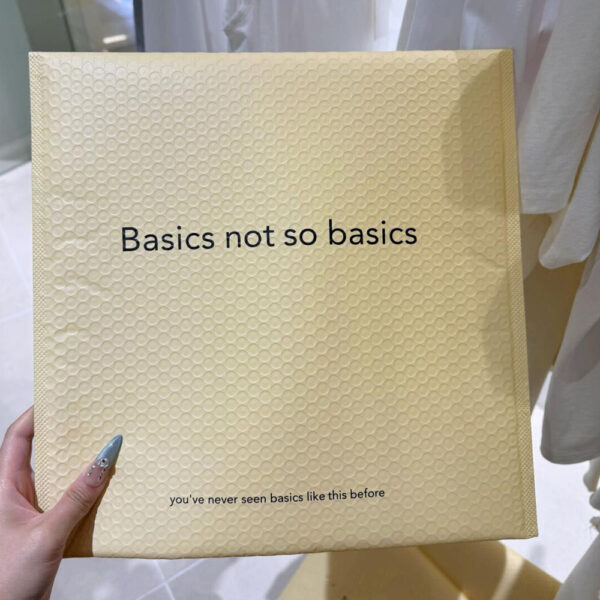 Basics not so basics
you've never seen basics like this before